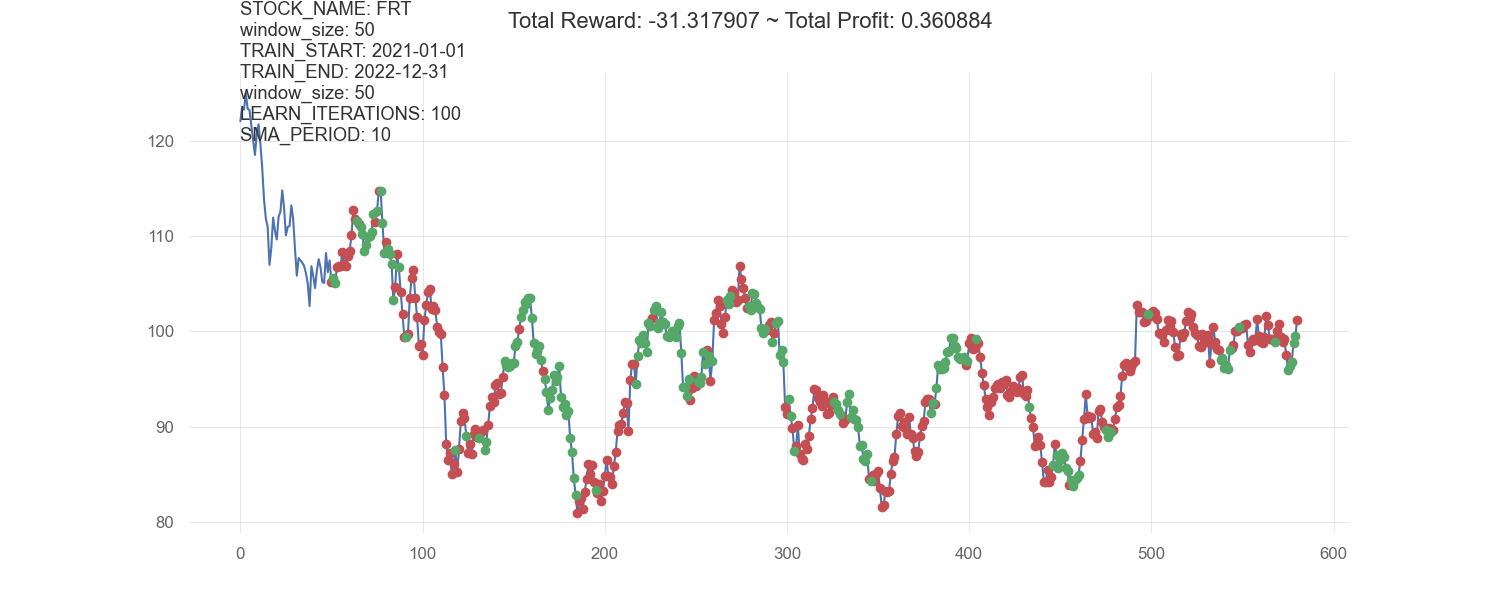 STOCK_NAME: FRT
Total Reward: -31.317907 ~ Total Profit: 0.360884
window_size: 50
TRAIN_START: 2021-01-01
TRAIN_END: 2022-12-31
window_size: 50
LEARN_ITERATIONS: 100
SMA_PERIOD: 10
120
110
100
90
80
0 100 200 300 400 500 600